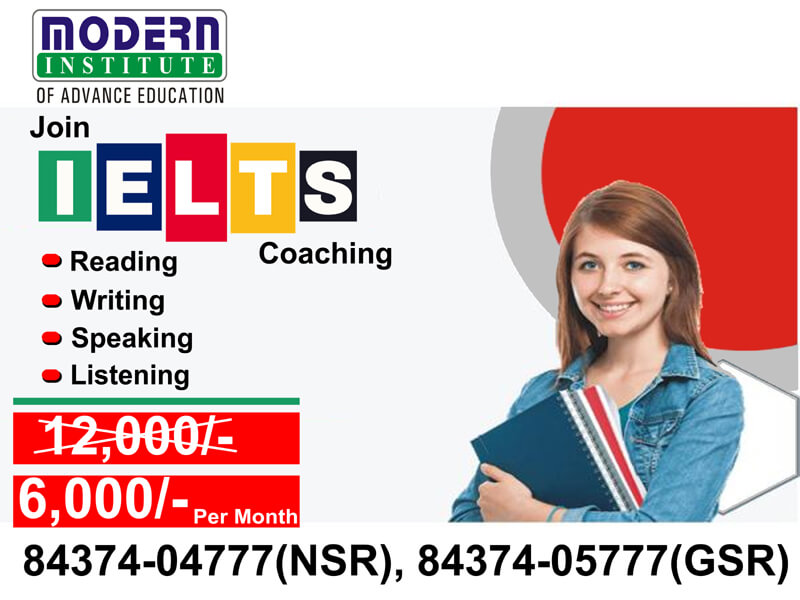 MODERN
INSTITUTE
OF ADVANCE EDUCATION
Join
IELTS
Coaching
Reading
Writing
Speaking
Listening
12,000/-
6,000/- Per Month
84374-04777(NSR), 84374-05777(GSR)